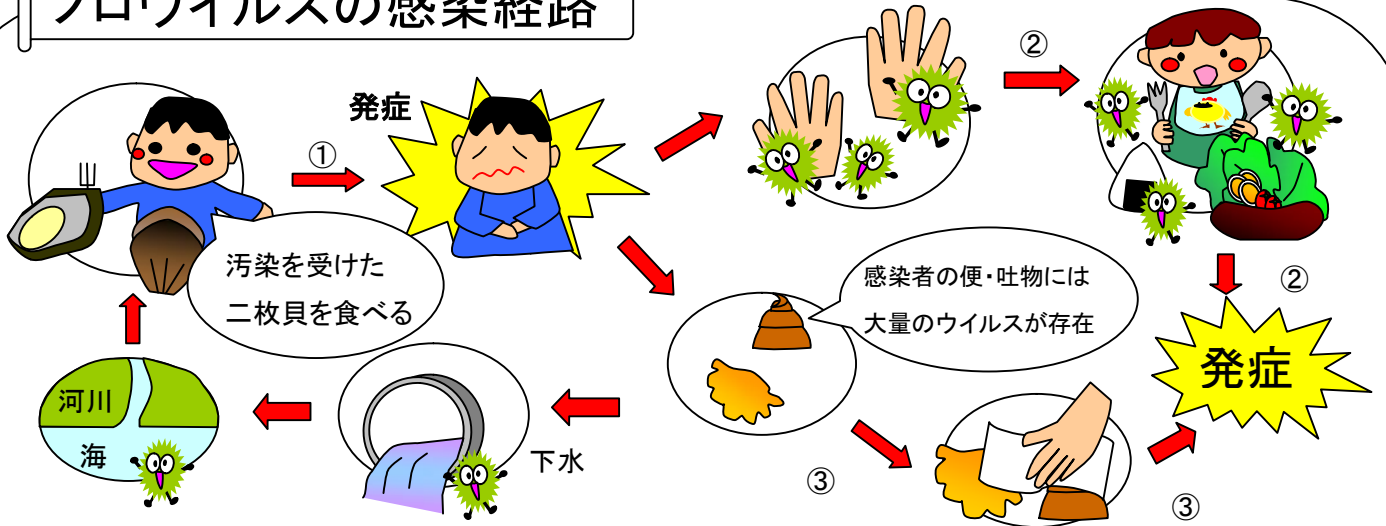 ノロウイルスの感染経路
発症
①
②
汚染を受けた
二枚貝を食べる
感染者の便・吐物には
大量のウイルスが存在
②
発症
河川
海
下水
③
③